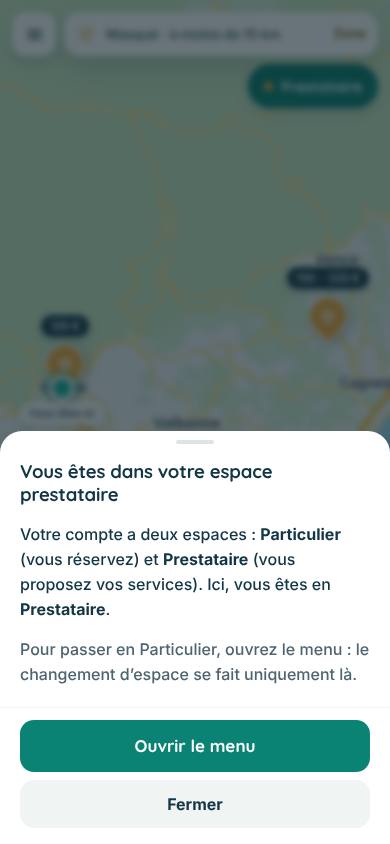 Prestataire
Vous êtes dans votre espace
prestataire
Votre compte a deux espaces : Particulier
(vous réservez) et Prestataire (vous
proposez vos services). Ici, vous êtes en
Prestataire.
Pour passer en Particulier, ouvrez le menu : le
changement d’espace se fait uniquement là.
Ouvrir le menu
Fermer